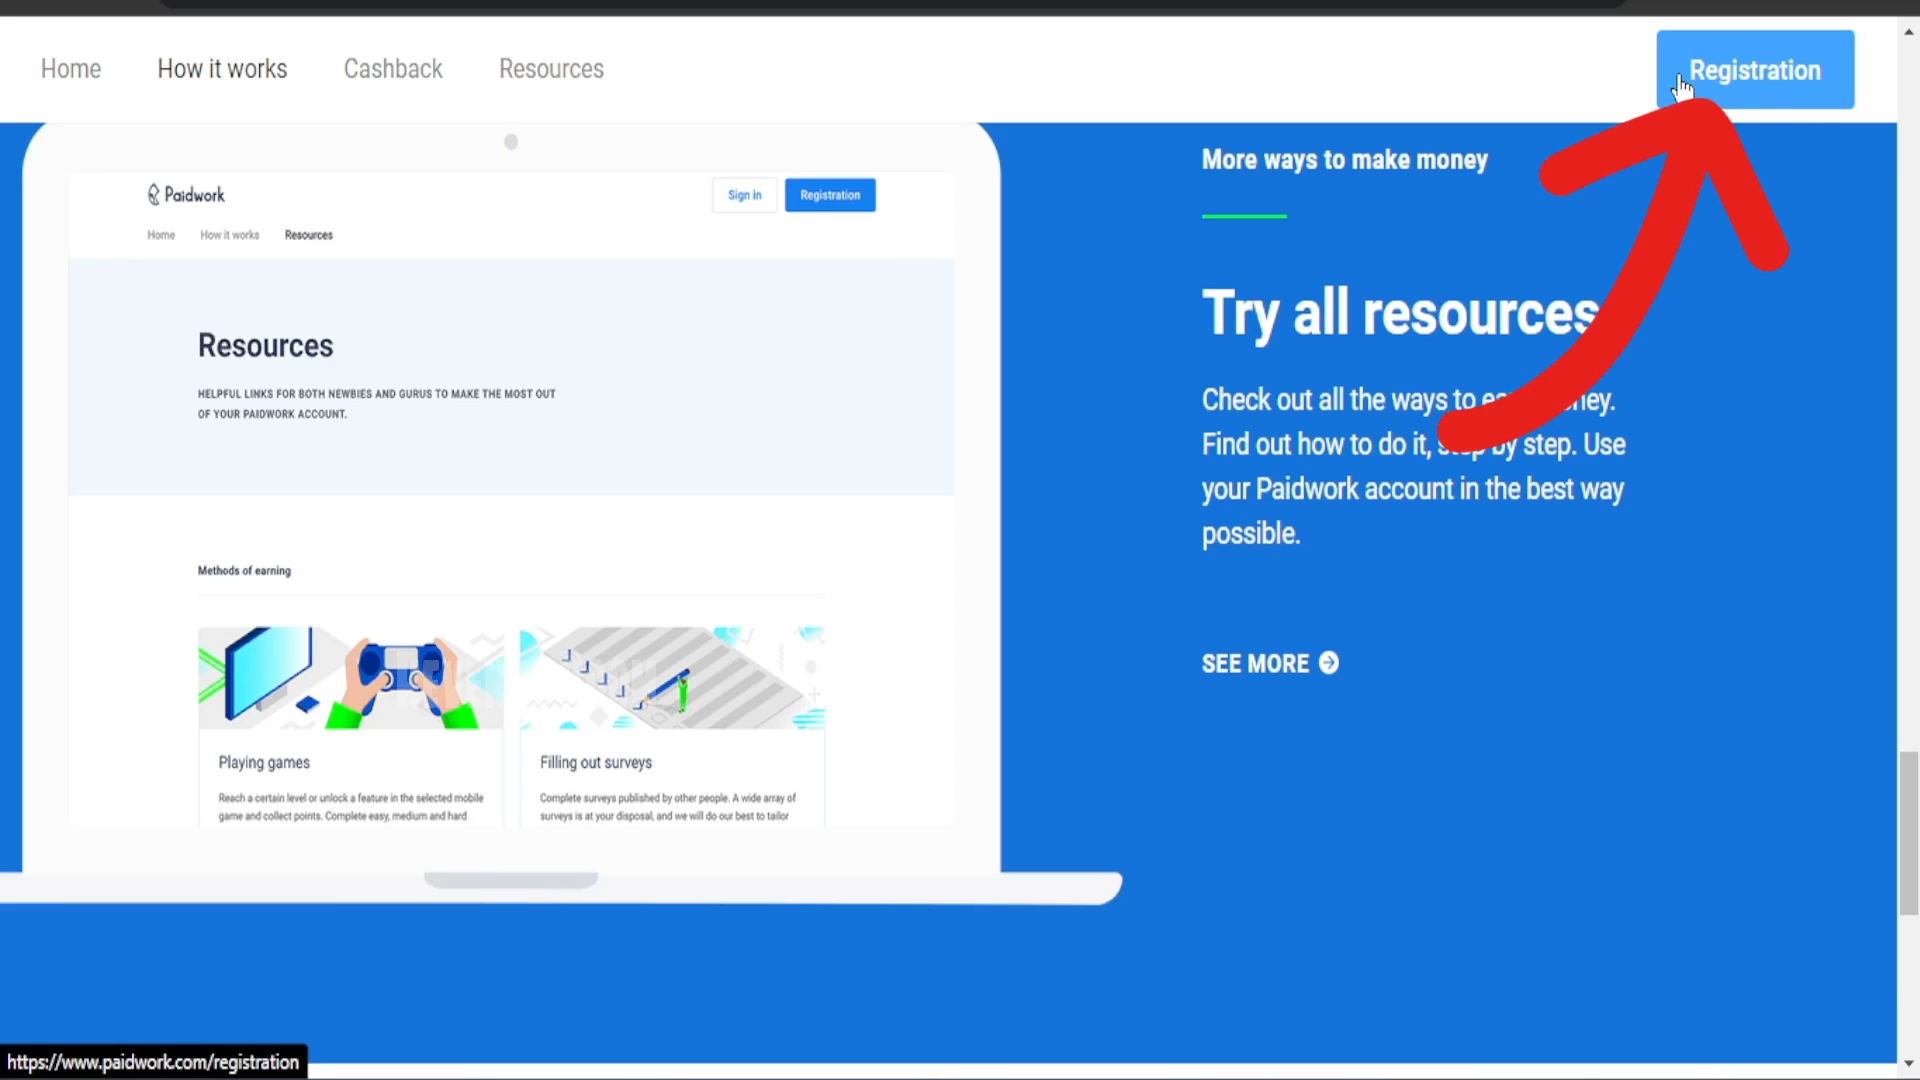 Home
How it works
Cashback
Resources
Registration
Paidwork
Sign in
Registration
Home
How it works
Resources
Resources
HELPFUL LINKS FOR BOTH NEWBIES AND GURUS TO MAKE THE MOST OUT
OF YOUR PAIDWORK ACCOUNT.
Methods of earning
Playing games
Reach a certain level or unlock a feature in the selected mobile
game and collect points. Complete easy, medium and hard
Filling out surveys
Complete surveys published by other people. A wide array of
surveys is at your disposal, and we will do our best to tailor
More ways to make money
Try all resources
Check out all the ways to
Find out how to do it, step by step. Use
your Paidwork account in the best way
possible.
SEE MORE
https://www.paidwork.com/registration